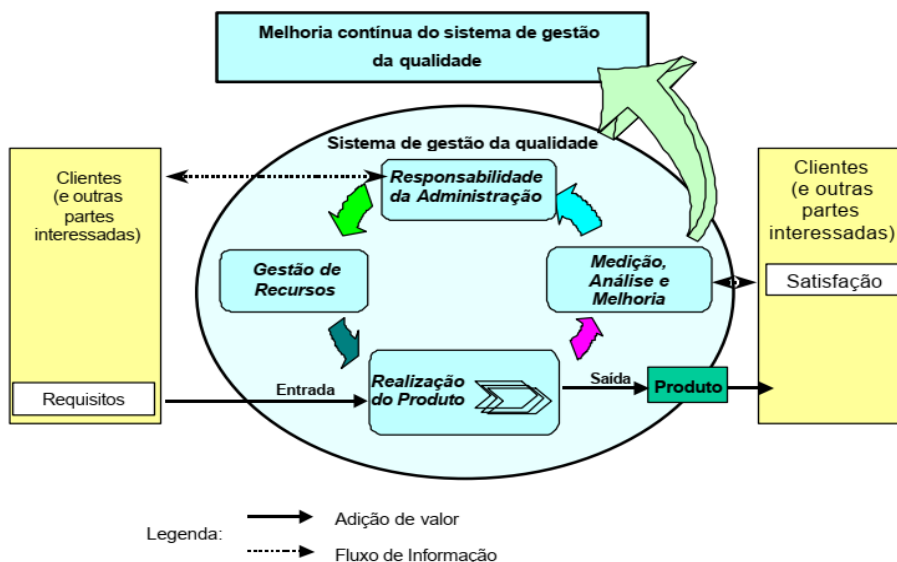 Melhoria contínua do sistema de gestão
da qualidade
Sistema de gestão da qualidade
Clientes
(e outras
partes
interessadas)
Responsabilidade
da Administração
Clientes
(e outras
partes
interessadas)
Gestão de
Recursos
Medição,
Análise e
Melhoria
Satisfação
Requisitos
Entrada
Realização
do Produto
Saída
Produto
Legenda:
Adição de valor
Fluxo de Informação